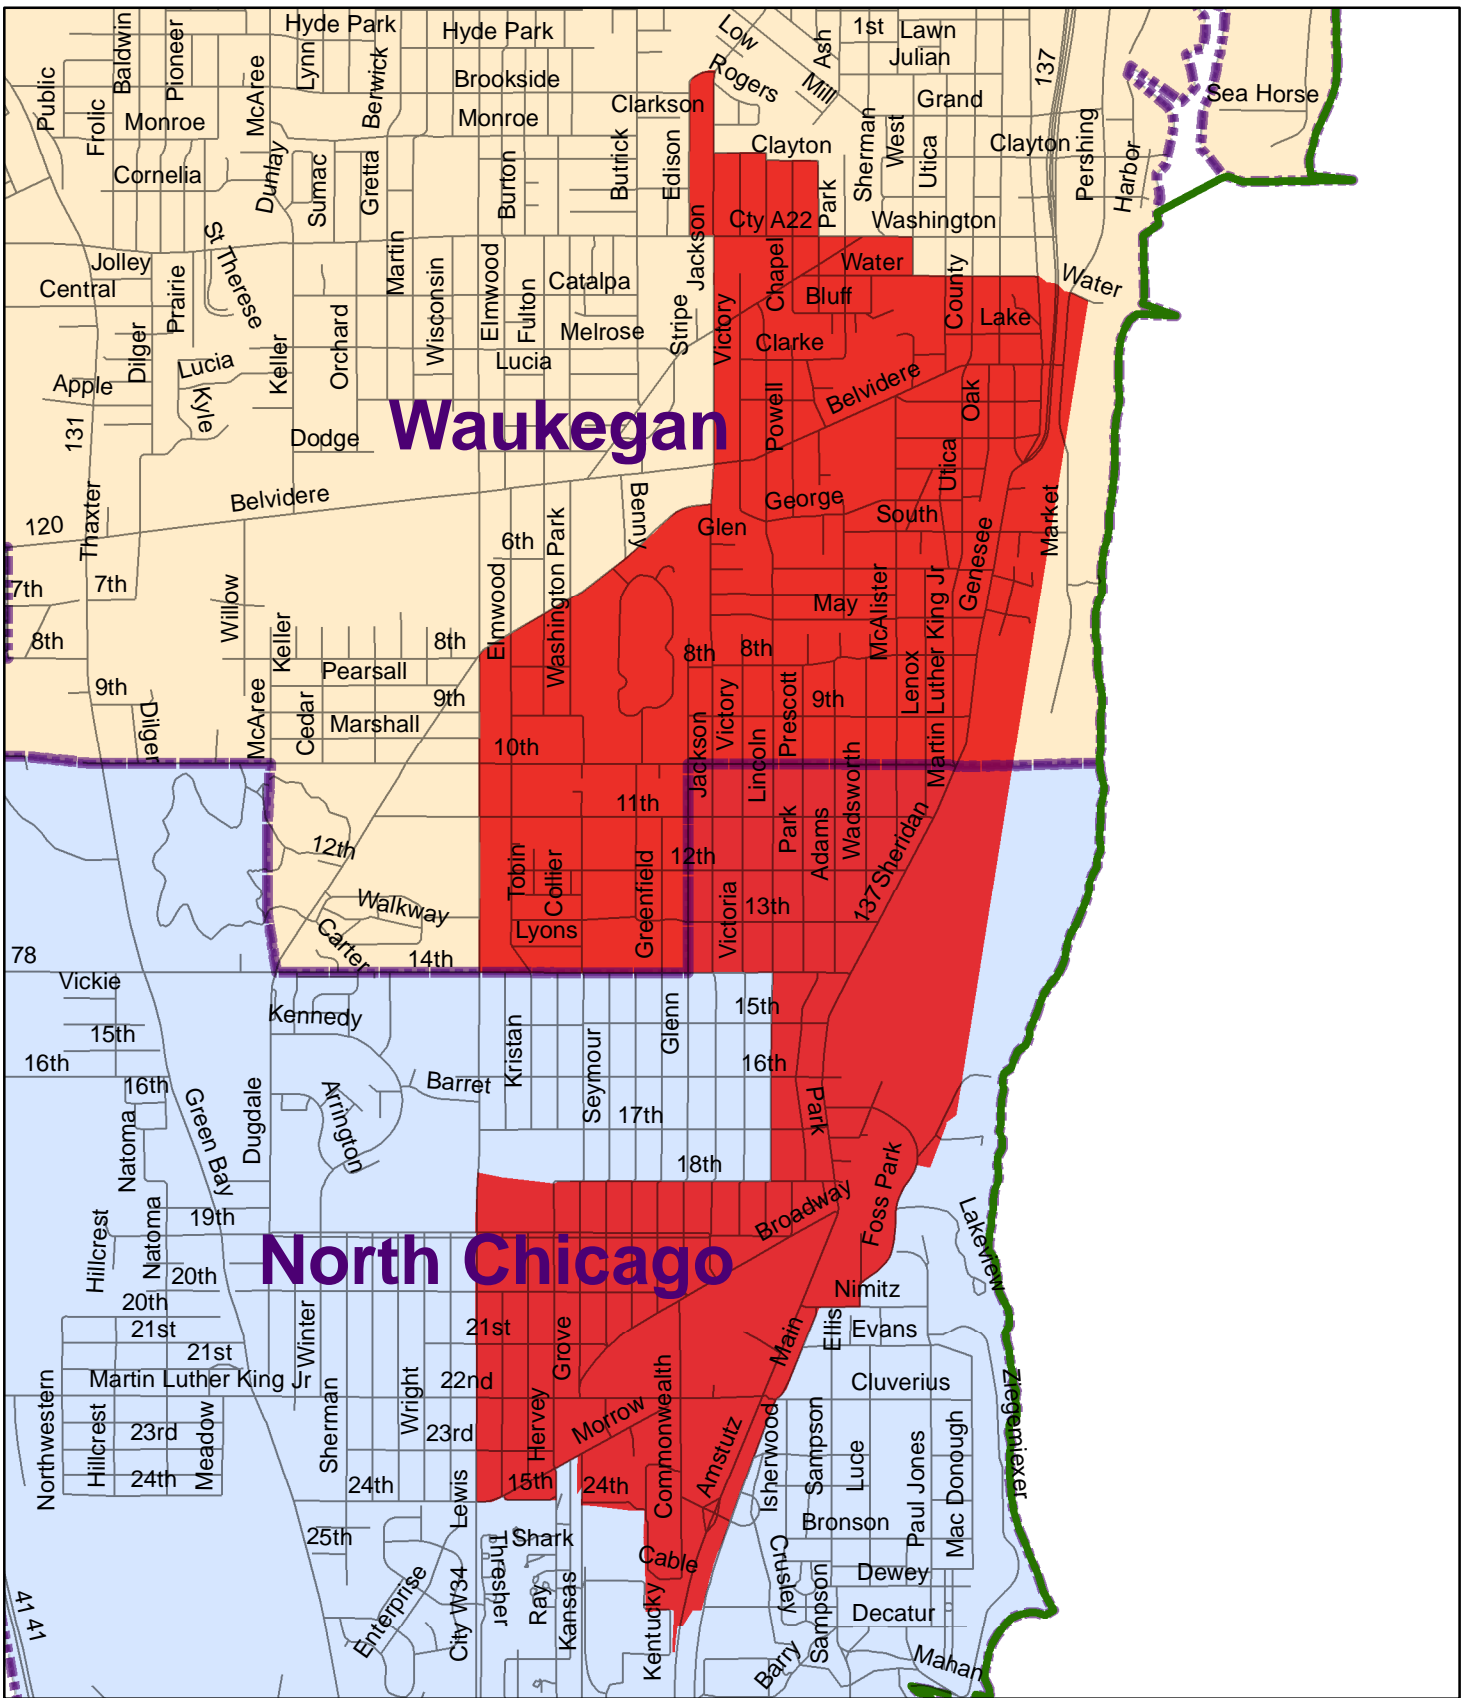 Hyde Park
Hyde Park
Low
Ash
1st
Lawn
Julian
137
Public
Baldwin
Pioneer
McAree
Lynn
Berwick
Brookside
Rogers
Mill
Grand
Sea Horse
Frolic
Monroe
Monroe
Clarkson
Clayton
Sherman
West
Utica
Clayton
Pershing
Harbor
Cornelia
Dunlay
Sumac
Gretta
Burton
Butrick
Edison
Cty A22
Park
Washington
Jolley
Central
Prairie
St Therese
Martin
Wisconsin
Elmwood
Fulton
Catalpa
Jackson
Chapel
Water
Water
Bluff
County
Lake
Dilger
Lucia
Keller
Orchard
Melrose
Lucia
Stripe
Victory
Clarke
Apple
Kyle
Belvidere
Powell
Oak
131
Dodge
Waukegan
Utica
Belvidere
120
Thaxter
Benny
George
South
Glen
Market
6th
Washington Park
Genesee
7th
7th
Willow
Elmwood
May
McAlister
Martin Luther King Jr
8th
Keller
8th
8th
8th
Pearsall
Lenox
9th
9th
9th
Dilger
McAree
Cedar
Marshall
Victory
Prescott
10th
Jackson
Lincoln
Wadsworth
11th
Park
Adams
137 Sheridan
12th
12th
Tobin
Collier
Greenfield
Walkway
Victoria
13th
Lyons
Carter
14th
78
Vickie
Kennedy
15th
15th
Kristan
Seymour
Glenn
16th
16th
16th
Barret
Natoma
Green Bay
Dugdale
Arrington
17th
Park
18th
Foss Park
Broadway
19th
Hillcrest
Natoma
Lakeview
North Chicago
20th
20th
Nimitz
21st
21st
Winter
21st
Grove
Main
Ellis
Evans
Martin Luther King Jr
22nd
Cluverius
Northwestern
Hillcrest
23rd
Meadow
Sherman
Wright
23rd
Hervey
Morrow
Commonwealth
Amstutz
Isherwood
Sampson
Luce
Paul Jones
Mac Donough
Ziegemiexer
24th
24th
Lewis
15th
24th
25th
Shark
Bronson
Thresher
Cable
Crusley
Dewey
Enterprise
City W34
Ray
Kansas
Kentucky
Sampson
Decatur
41 41
Barry
Mahan